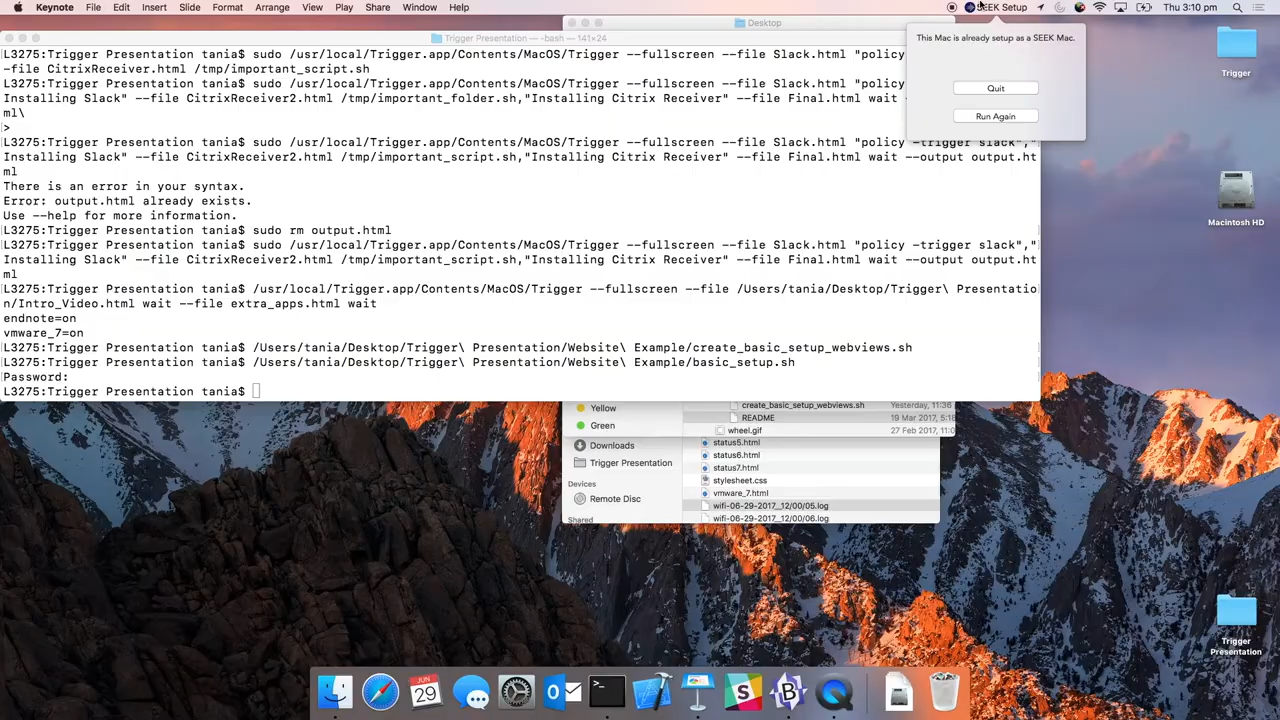 Keynote File Edit Insert Slide Format Arrange View Play Share Window Help SEEK Setup Thu 3:10 pm
Desktop
This Mac is already setup as a SEEK Mac.
Quit
Run Again
Trigger Presentation — -bash — 141×24
L3275:Trigger Presentation tania$ sudo /usr/local/Trigger.app/Contents/MacOS/Trigger --fullscreen --file Slack.html "policy
-file CitrixReceiver.html /tmp/important_script.sh
L3275:Trigger Presentation tania$ sudo /usr/local/Trigger.app/Contents/MacOS/Trigger --fullscreen --file Slack.html "policy
Installing Slack" --file CitrixReceiver2.html /tmp/important_folder.sh,"Installing Citrix Receiver" --file Final.html wait -
ml\
>
L3275:Trigger Presentation tania$ sudo /usr/local/Trigger.app/Contents/MacOS/Trigger --fullscreen --file Slack.html "policy -trigger slack","
Installing Slack" --file CitrixReceiver2.html /tmp/important_script.sh,"Installing Citrix Receiver" --file Final.html wait --output output.ht
ml
There is an error in your syntax.
Error: output.html already exists.
Use --help for more information.
L3275:Trigger Presentation tania$ sudo rm output.html
L3275:Trigger Presentation tania$ sudo /usr/local/Trigger.app/Contents/MacOS/Trigger --fullscreen --file Slack.html "policy -trigger slack","
Installing Slack" --file CitrixReceiver2.html /tmp/important_script.sh,"Installing Citrix Receiver" --file Final.html wait --output output.ht
ml
L3275:Trigger Presentation tania$ /usr/local/Trigger.app/Contents/MacOS/Trigger --fullscreen --file /Users/tania/Desktop/Trigger\ Presentatio
n/Intro_Video.html wait --file extra_apps.html wait
endnote=on
vmware_7=on
L3275:Trigger Presentation tania$ /Users/tania/Desktop/Trigger\ Presentation/Website\ Example/create_basic_setup_webviews.sh
L3275:Trigger Presentation tania$ /Users/tania/Desktop/Trigger\ Presentation/Website\ Example/basic_setup.sh
Password:
L3275:Trigger Presentation tania$
Yellow
Green
Downloads
Trigger Presentation
Devices
Remote Disc
Shared
create_basic_setup_webviews.sh Yesterday, 11:36
README 19 Mar 2017, 5:18
wheel.gif 27 Feb 2017, 11:0
status5.html
status6.html
status7.html
stylesheet.css
vmware_7.html
wifi-06-29-2017__12/00/05.log
wifi-06-29-2017__12/00/06.log
Trigger
Macintosh HD
Trigger
Presentation
JUN
29